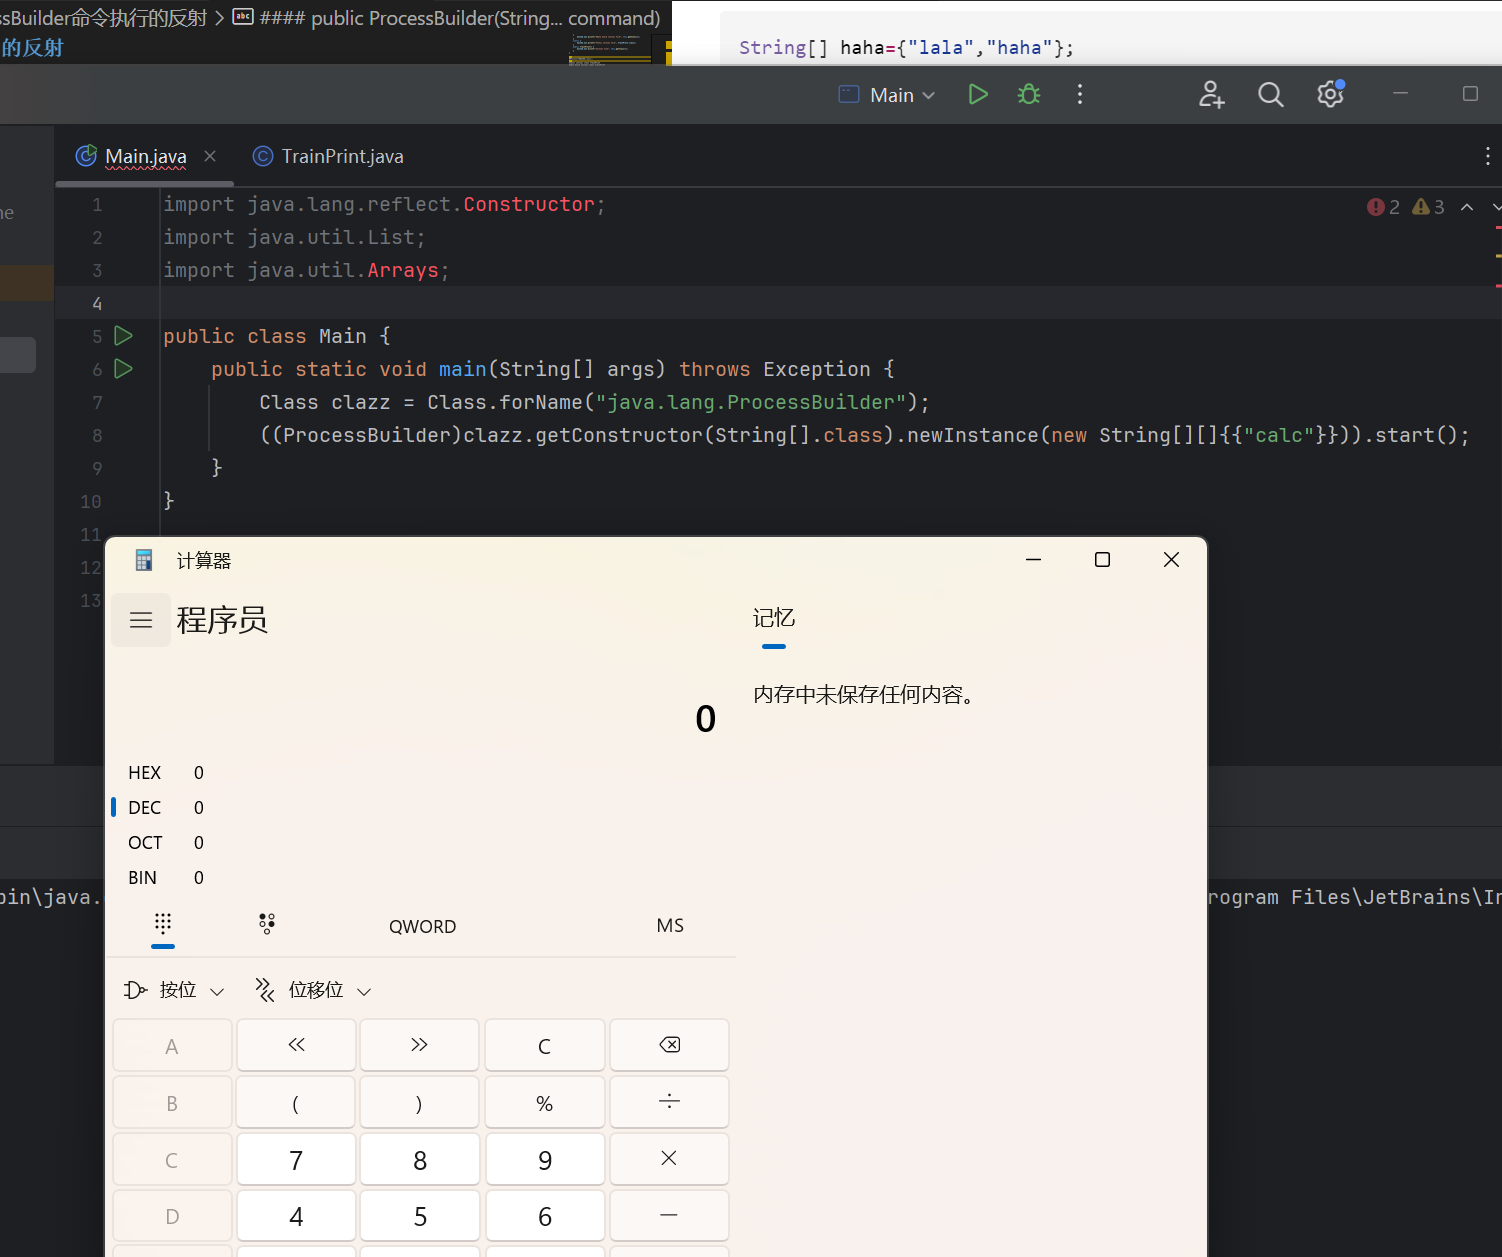 sBuilder命令执行的反射 > #### public ProcessBuilder(String... command)
的反射
String[] haha={"lala","haha"};
Main
Main.java
TrainPrint.java
ne
1 import java.lang.reflect.Constructor;
2 3
2 import java.util.List;
3 import java.util.Arrays;
4
5 public class Main {
6 public static void main(String[] args) throws Exception {
7 Class clazz = Class.forName("java.lang.ProcessBuilder");
8 ((ProcessBuilder)clazz.getConstructor(String[].class).newInstance(new String[][]{{"calc"}})).start();
9 }
10 }
11
12
13
计算器
程序员
记忆
内存中未保存任何内容。
0
HEX 0
DEC 0
OCT 0
BIN 0
bin\java.
rogram Files\JetBrains\In
QWORD
MS
按位
位移位
A << >> C
B ( ) % ÷
C 7 8 9 ×
D 4 5 6 −